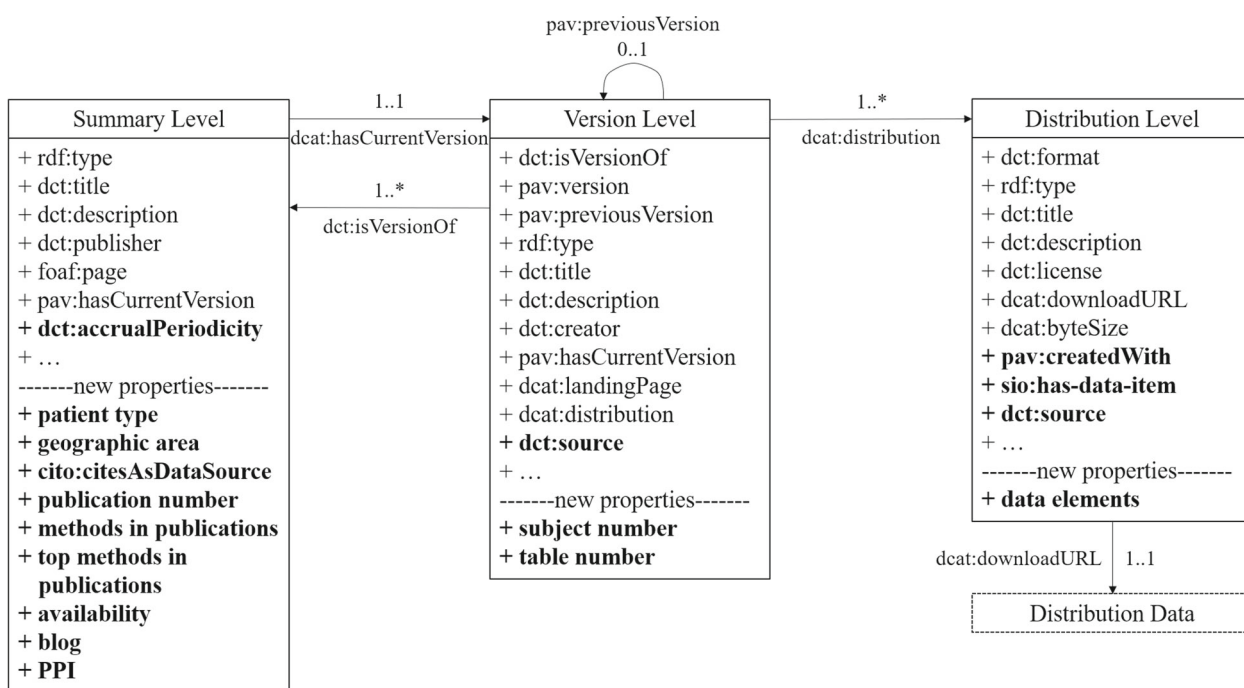 pav:previousVersion
0..1
Summary Level
+ rdf:type
+ dct:title
+ dct:description
+ dct:publisher
+ foaf:page
+ pav:hasCurrentVersion
+ dct:accrualPeriodicity
+ …
-------new properties-------
+ patient type
+ geographic area
+ cito:citesAsDataSource
+ publication number
+ methods in publications
+ top methods in
publications
+ availability
+ blog
+ PPI
1..1
dcat:hasCurrentVersion
1..*
dct:isVersionOf
Version Level
+ dct:isVersionOf
+ pav:version
+ pav:previousVersion
+ rdf:type
+ dct:title
+ dct:description
+ dct:creator
+ pav:hasCurrentVersion
+ dcat:landingPage
+ dcat:distribution
+ dct:source
+ …
-------new properties-------
+ subject number
+ table number
1..*
dcat:distribution
Distribution Level
+ dct:format
+ rdf:type
+ dct:title
+ dct:description
+ dct:license
+ dcat:downloadURL
+ dcat:byteSize
+ pav:createdWith
+ sio:has-data-item
+ dct:source
+ …
-------new properties-------
+ data elements
dcat:downloadURL 1..1
Distribution Data